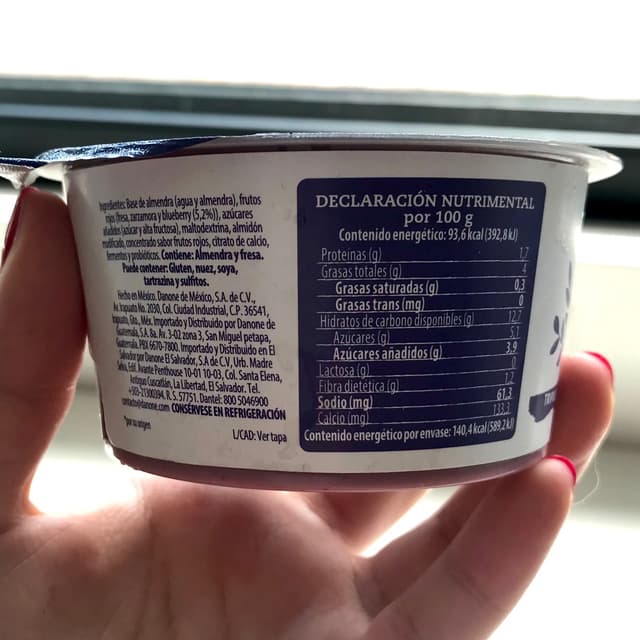 Ingredientes: Base de almendra (agua y almendra), frutos
rojos (fresa, zarzamora y blueberry (5,2%)), azúcares
añadidos (azúcar y alta fructosa), maltodextrina, almidón
modificado, concentrado sabor frutos rojos, citrato de calcio,
fermentos y probióticos. Contiene: Almendra y fresa.
Puede contener: Gluten, nuez, soya,
tartrazina y sulfitos.
Hecho en México. Danone de México, S.A. de C.V.,
Av. Irapuato No. 2030, Col. Ciudad Industrial, C.P. 36541,
Irapuato, Gto., Méx. Importado y Distribuido por Danone de
Guatemala, S.A. 8a. Av. 3-02 zona 3, San Miguel petapa,
Guatemala. PBX 6670-7800. Importado y Distribuido en El
Salvador por Danone El Salvador, S.A de C.V, Urb. Madre
Selva, Edif. Avante Penthouse 10-01 10-03, Col. Santa Elena,
Antiguo Cuscatlán, La Libertad, El Salvador. Tel.
+503-21300394. R. S. 57751. Dantel: 800 5046900
contacto@danone.com CONSÉRVESE EN REFRIGERACIÓN
*por su origen
L/CAD: Ver tapa
DECLARACIÓN NUTRIMENTAL
por 100 g
Contenido energético: 93,6 kcal (392,8 kJ)
Proteínas (g) 1,7
Grasas totales (g) 4
Grasas saturadas (g) 0,3
Grasas trans (mg) 0
Hidratos de carbono disponibles (g) 12,7
Azúcares (g) 5,1
Azúcares añadidos (g) 3,9
Lactosa (g) 0
Fibra dietética (g) 1,2
Sodio (mg) 61,3
Calcio (mg) 133,3
Contenido energético por envase: 140,4 kcal (589,2 kJ)